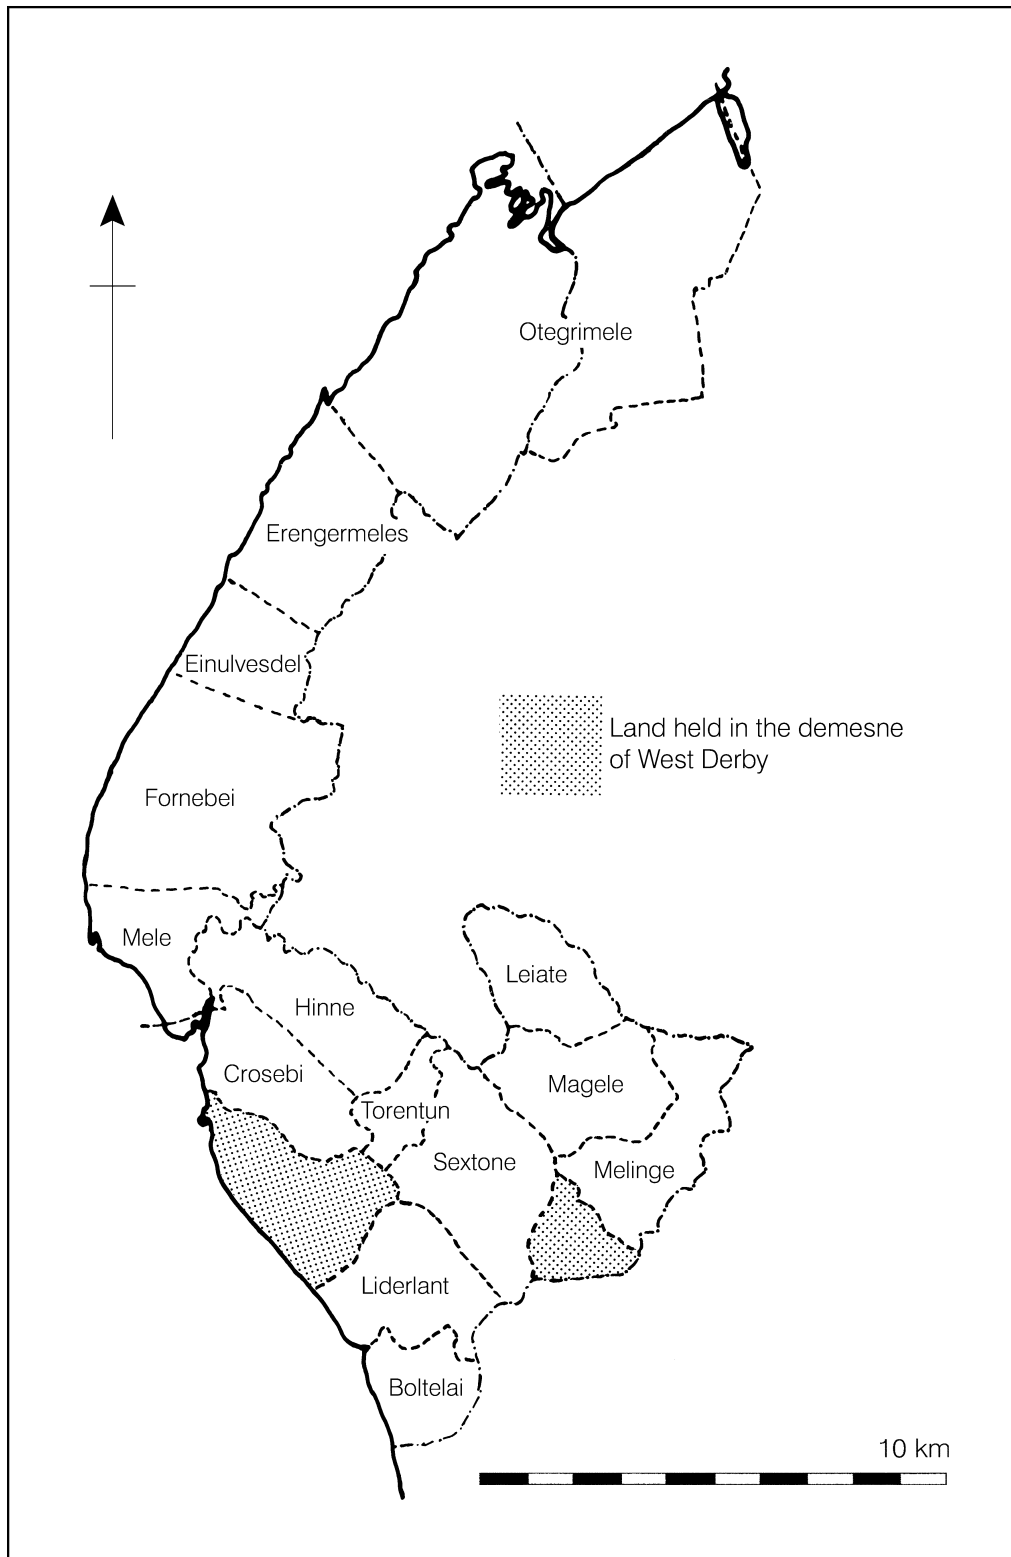 Otegrimele
Erengermeles
Einulvesdel
Land held in the demesne
of West Derby
Fornebei
Mele
Leiate
Hinne
Crosebi
Magele
Torentun
Sextone
Melinge
Liderlant
Boltelai
10 km